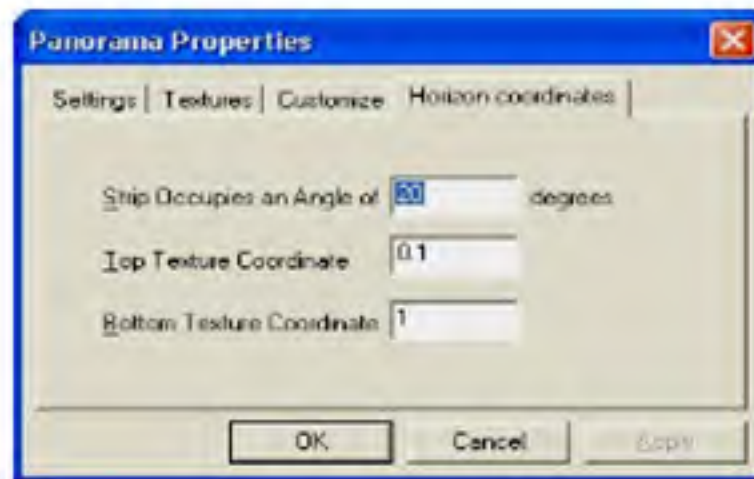 Panorama Properties
Settings Textures Customize Horizon coordinates
Strip Occupies an Angle of 20 degrees
Top Texture Coordinate 0.1
Bottom Texture Coordinate 1
OK Cancel Apply